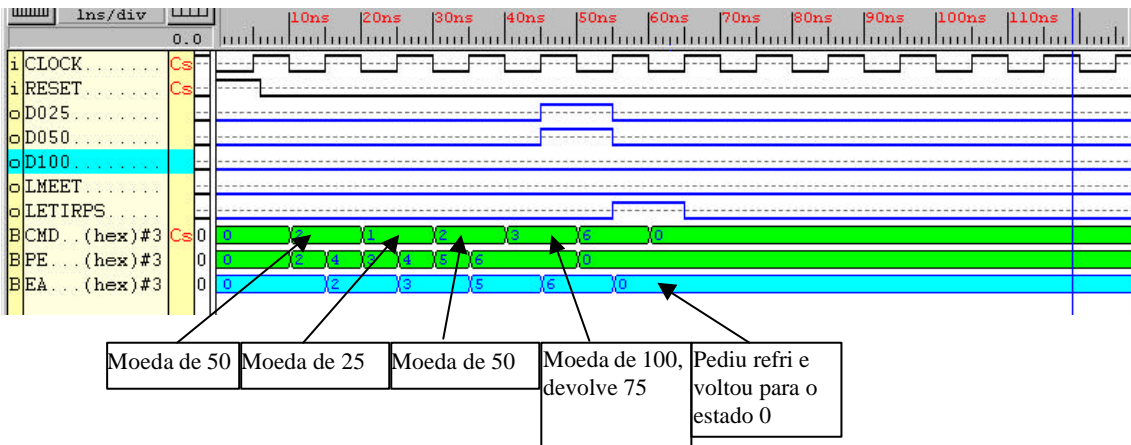 1ns/div
10ns 20ns 30ns 40ns 50ns 60ns 70ns 80ns 90ns 100ns 110ns
0.0
i CLOCK....... Cs
i RESET....... Cs
o D025........
o D050........
o D100........
o LMEET.......
o LETIRPS.....
B CMD..(hex)#3 Cs 0 0 2 1 2 3 6 0
B PE...(hex)#3 0 0 2 4 3 4 5 6 0
B EA...(hex)#3 0 0 2 3 5 6 0
Moeda de 50
Moeda de 25
Moeda de 50
Moeda de 100,
devolve 75
Pediu refri e
voltou para o
estado 0